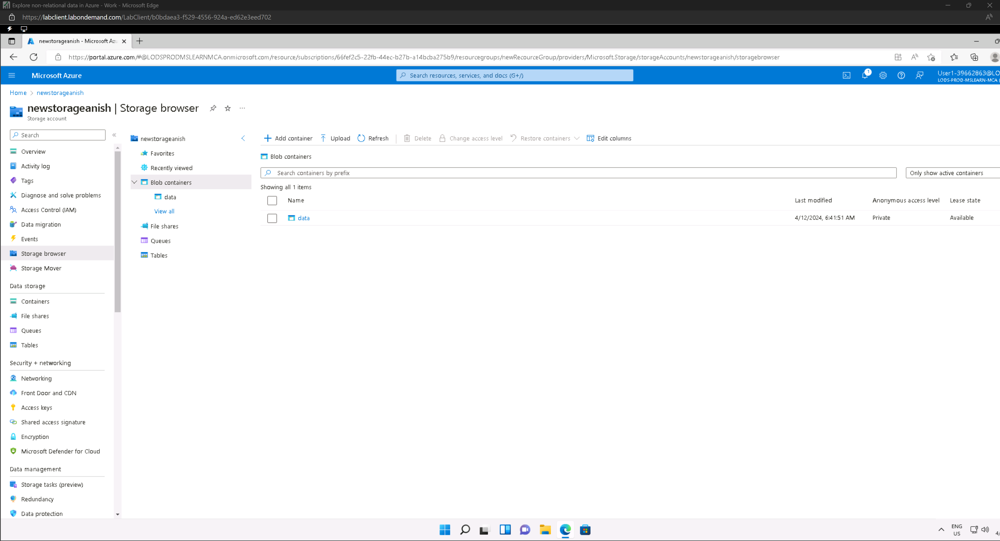 Explore non-relational data in Azure - Work - Microsoft Edge
https://labclient.labondemand.com/LabClient/b0bdaea3-f529-4556-924a-ed62e3eed702
newstorageanish - Microsoft Azu
https://portal.azure.com/#@LODSPRODMSLEARNMCA.onmicrosoft.com/resource/subscriptions/66fef2c5-22fb-44ec-b27b-a14bcba275b9/resourcegroups/newRecourceGroup/providers/Microsoft.Storage/storageAccounts/newstorageanish/storagebrowser
Microsoft Azure
Search resources, services, and docs (G+/)
1
User1-39662863@LO
LODS-PROD-MSLEARN-MCA (
Home > newstorageanish
newstorageanish | Storage browser
Storage account
Search
Overview
Activity log
Tags
Diagnose and solve problems
Access Control (IAM)
Data migration
Events
Storage browser
Storage Mover
Data storage
Containers
File shares
Queues
Tables
Security + networking
Networking
Front Door and CDN
Access keys
Shared access signature
Encryption
Microsoft Defender for Cloud
Data management
Storage tasks (preview)
Redundancy
Data protection
newstorageanish
Favorites
Recently viewed
Blob containers
data
View all
File shares
Queues
Tables
Add container Upload Refresh Delete Change access level Restore containers Edit columns
Blob containers
Search containers by prefix
Only show active containers
Showing all 1 items
Name Last modified Anonymous access level Lease state
data 4/12/2024, 6:41:51 AM Private Available
ENG
US
4/